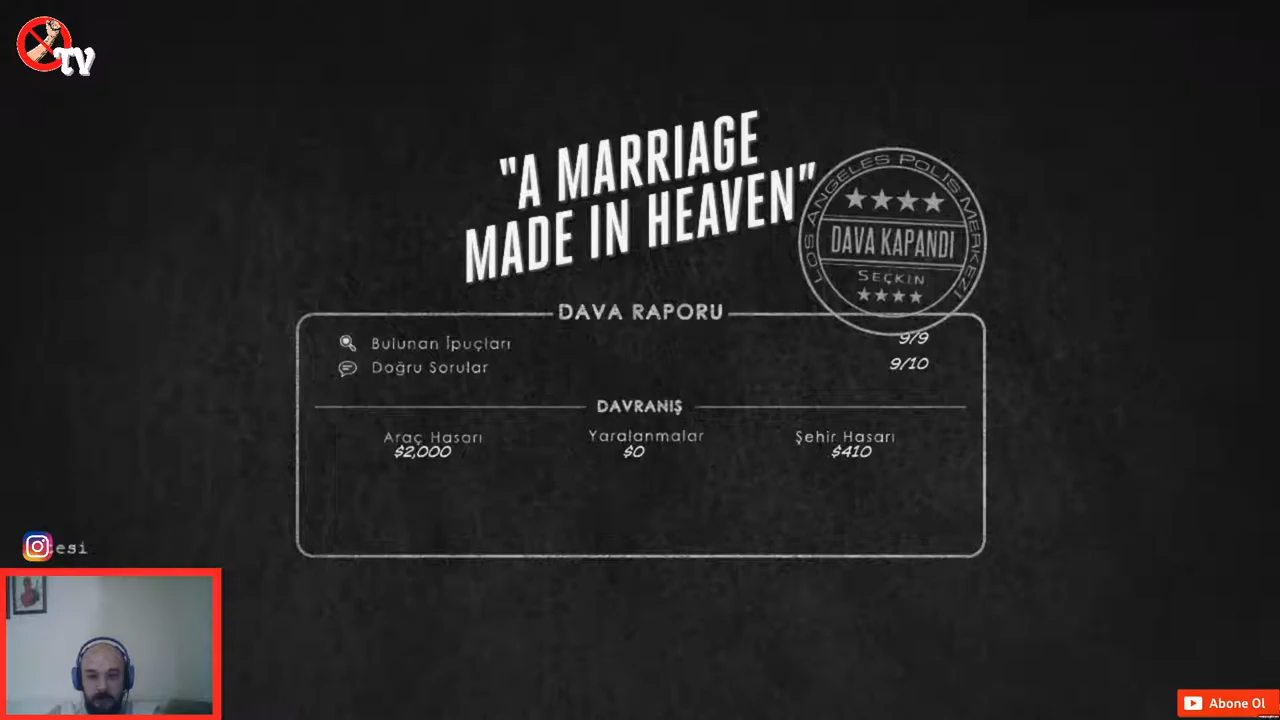 TV
"A MARRIAGE
MADE IN HEAVEN"
LOS ANGELES POLIS MERKEZI
DAVA KAPANDI
SEÇKIN
DAVA RAPORU
Bulunan İpuçları 9/9
Doğru Sorular 9/10
DAVRANIŞ
Araç Hasarı Yaralanmalar Şehir Hasarı
$2,000 $0 $410
tesi
Abone Ol